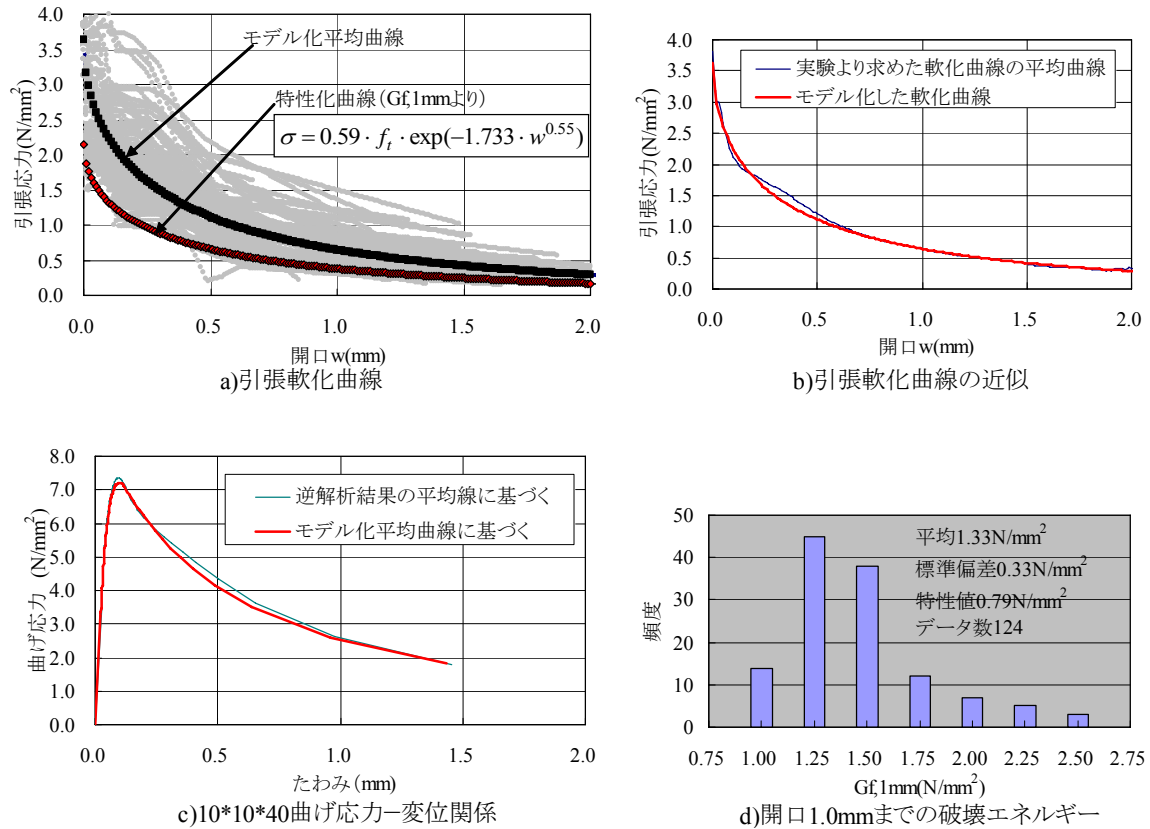 4.0
3.5
3.0
2.5
2.0
1.5
1.0
0.5
0.0
引張応力(N/mm²)
モデル化平均曲線
特性化曲線(Gf,1mmより)
σ = 0.59 · f_t · exp(−1.733 · w^0.55)
0.0 0.5 1.0 1.5 2.0
開口w(mm)
a)引張軟化曲線
4.0
3.5
3.0
2.5
2.0
1.5
1.0
0.5
0.0
引張応力(N/mm²)
実験より求めた軟化曲線の平均曲線
モデル化した軟化曲線
0.0 0.5 1.0 1.5 2.0
開口w(mm)
b)引張軟化曲線の近似
8.0
7.0
6.0
5.0
4.0
3.0
2.0
1.0
0.0
曲げ応力 (N/mm²)
逆解析結果の平均線に基づく
モデル化平均曲線に基づく
0.0 0.5 1.0 1.5 2.0
たわみ(mm)
c)10*10*40曲げ応力−変位関係
50
40
30
20
10
0
頻度
平均1.33N/mm²
標準偏差0.33N/mm²
特性値0.79N/mm²
データ数124
0.75 1.00 1.25 1.50 1.75 2.00 2.25 2.50 2.75
Gf,1mm(N/mm²)
d)開口1.0mmまでの破壊エネルギー